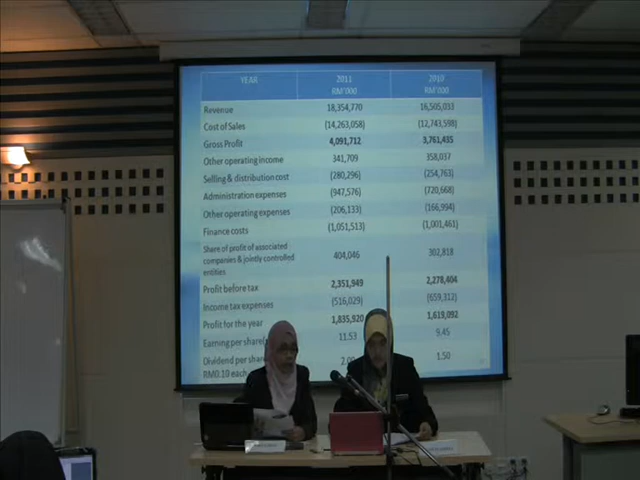 YEAR 2011 2010
RM'000 RM'000
Revenue 18,354,770 16,505,033
Cost of Sales (14,263,058) (12,743,598)
Gross Profit 4,091,712 3,761,435
Other operating income 341,709 358,037
Selling & distribution cost (280,296) (254,763)
Administration expenses (947,576) (720,668)
Other operating expenses (206,133) (166,994)
Finance costs (1,051,513) (1,001,461)
Share of profit of associated
companies & jointly controlled 404,046 302,818
entities
Profit before tax 2,351,949 2,278,404
Income tax expenses (516,029) (659,312)
Profit for the year 1,835,920 1,619,092
Earning per share 11.53 9.45
Dividend per share 1.50
RM0.10 each